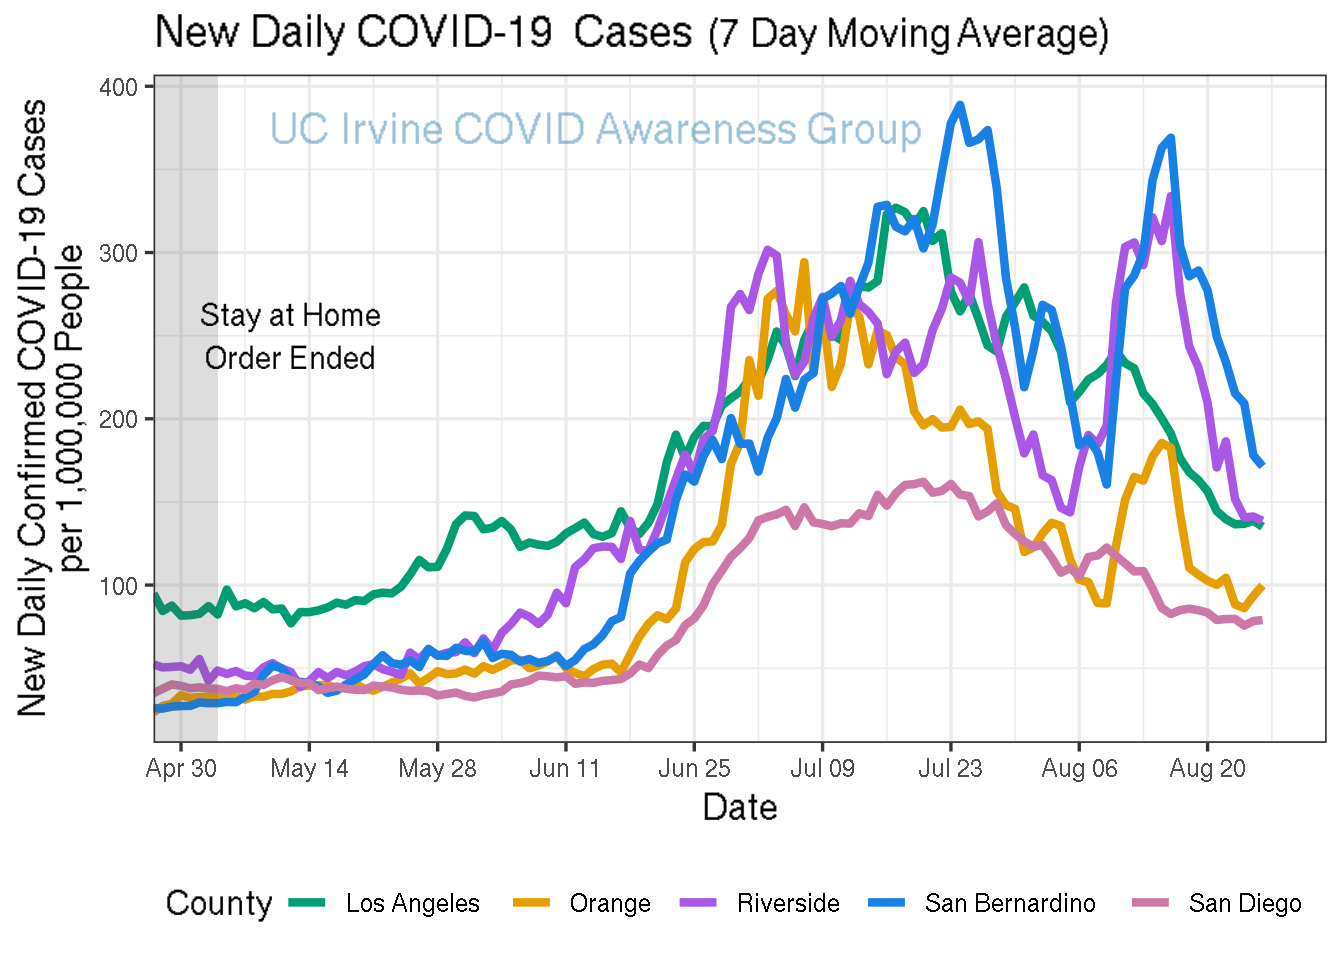 New Daily COVID-19 Cases (7 Day Moving Average)
New Daily Confirmed COVID-19 Cases
per 1,000,000 People
400
300
200
100
UC Irvine COVID Awareness Group
Stay at Home
Order Ended
Apr 30 May 14 May 28 Jun 11 Jun 25 Jul 09 Jul 23 Aug 06 Aug 20
Date
County Los Angeles Orange Riverside San Bernardino San Diego